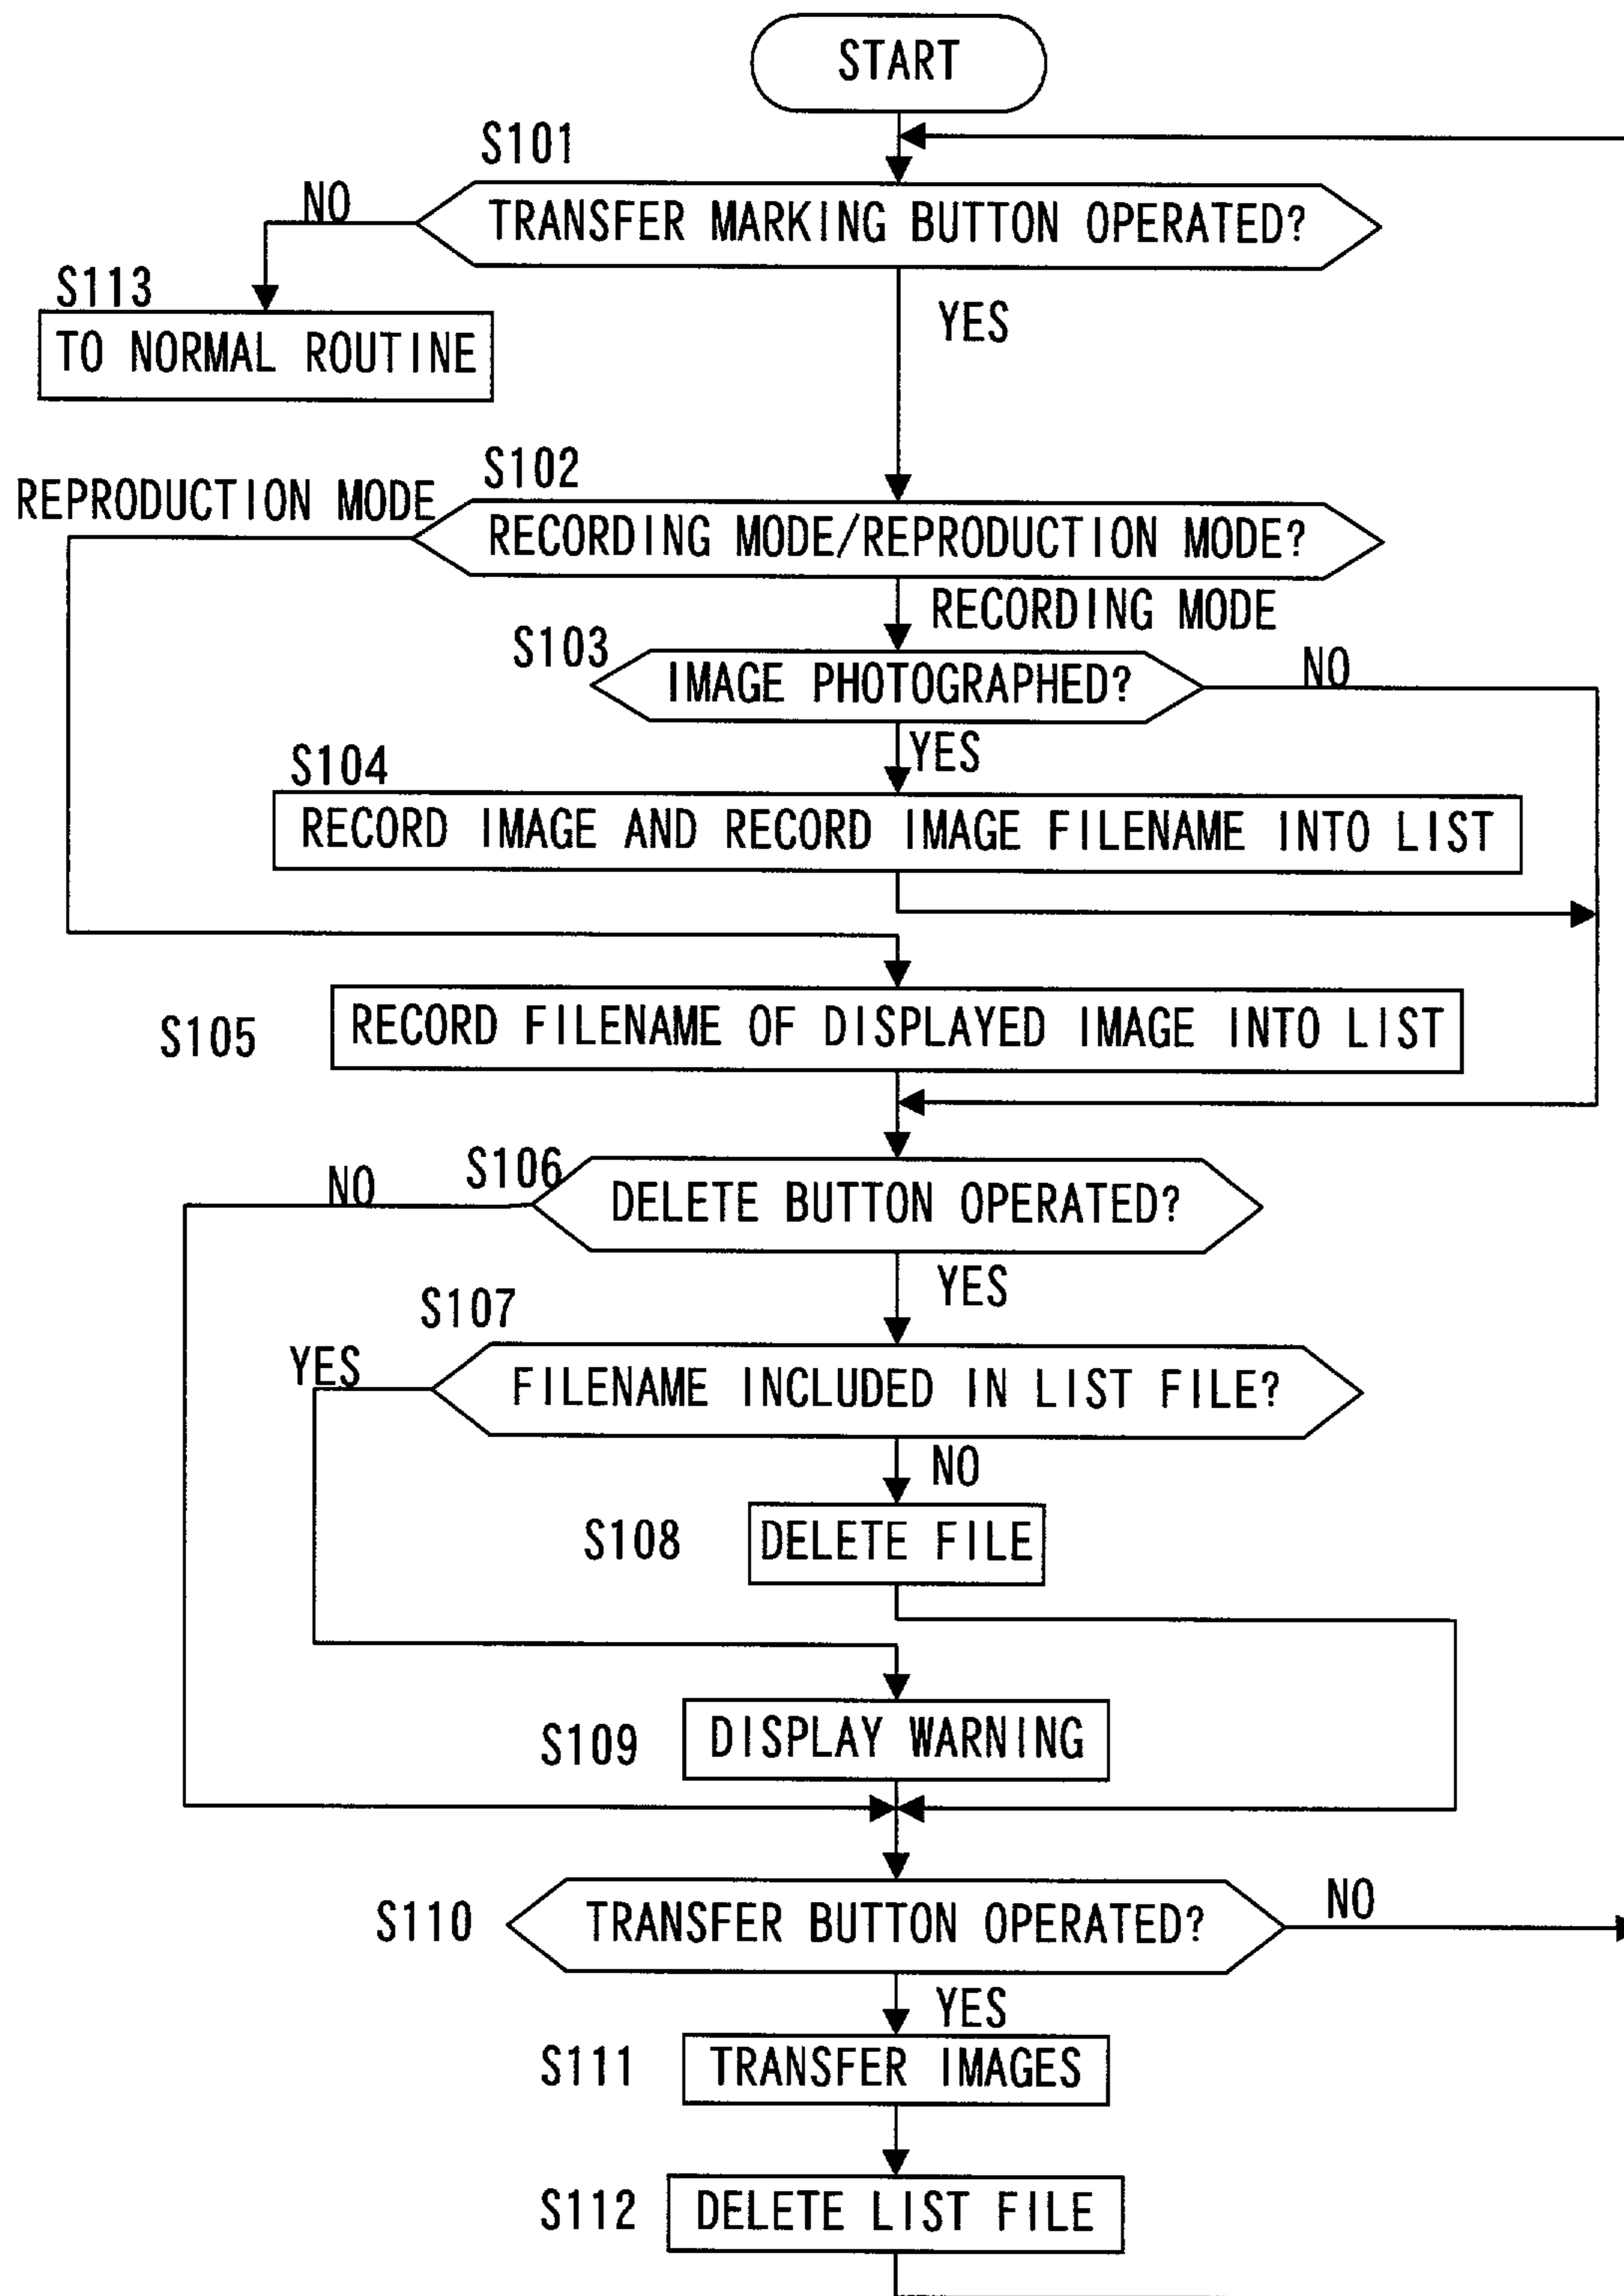 START
S101
NO
TRANSFER MARKING BUTTON OPERATED?
S113
YES
TO NORMAL ROUTINE
S102
REPRODUCTION MODE
RECORDING MODE/REPRODUCTION MODE?
RECORDING MODE
S103
IMAGE PHOTOGRAPHED?
NO
YES
S104
RECORD IMAGE AND RECORD IMAGE FILENAME INTO LIST
S105
RECORD FILENAME OF DISPLAYED IMAGE INTO LIST
S106
NO
DELETE BUTTON OPERATED?
YES
S107
YES
FILENAME INCLUDED IN LIST FILE?
NO
S108
DELETE FILE
S109
DISPLAY WARNING
S110
TRANSFER BUTTON OPERATED?
NO
YES
S111
TRANSFER IMAGES
S112
DELETE LIST FILE